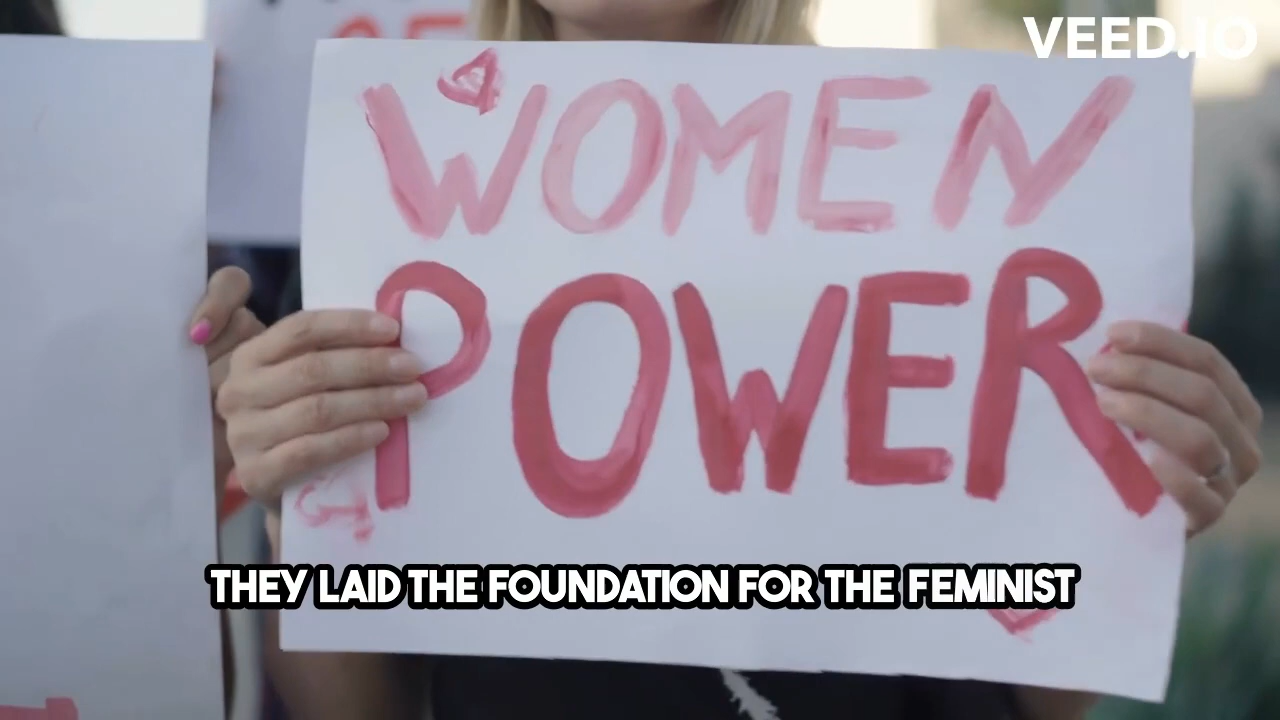 VEED.IO
WOMEN
POWER
THEY LAID THE FOUNDATION FOR THE FEMINIST